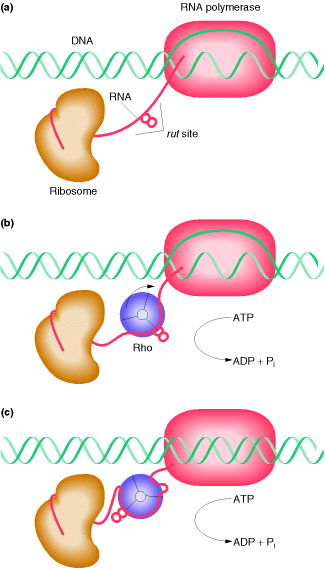 (a)
RNA polymerase
DNA
RNA
rut site
Ribosome
(b)
ATP
Rho
ADP + Pi
(c)
ATP
ADP + Pi